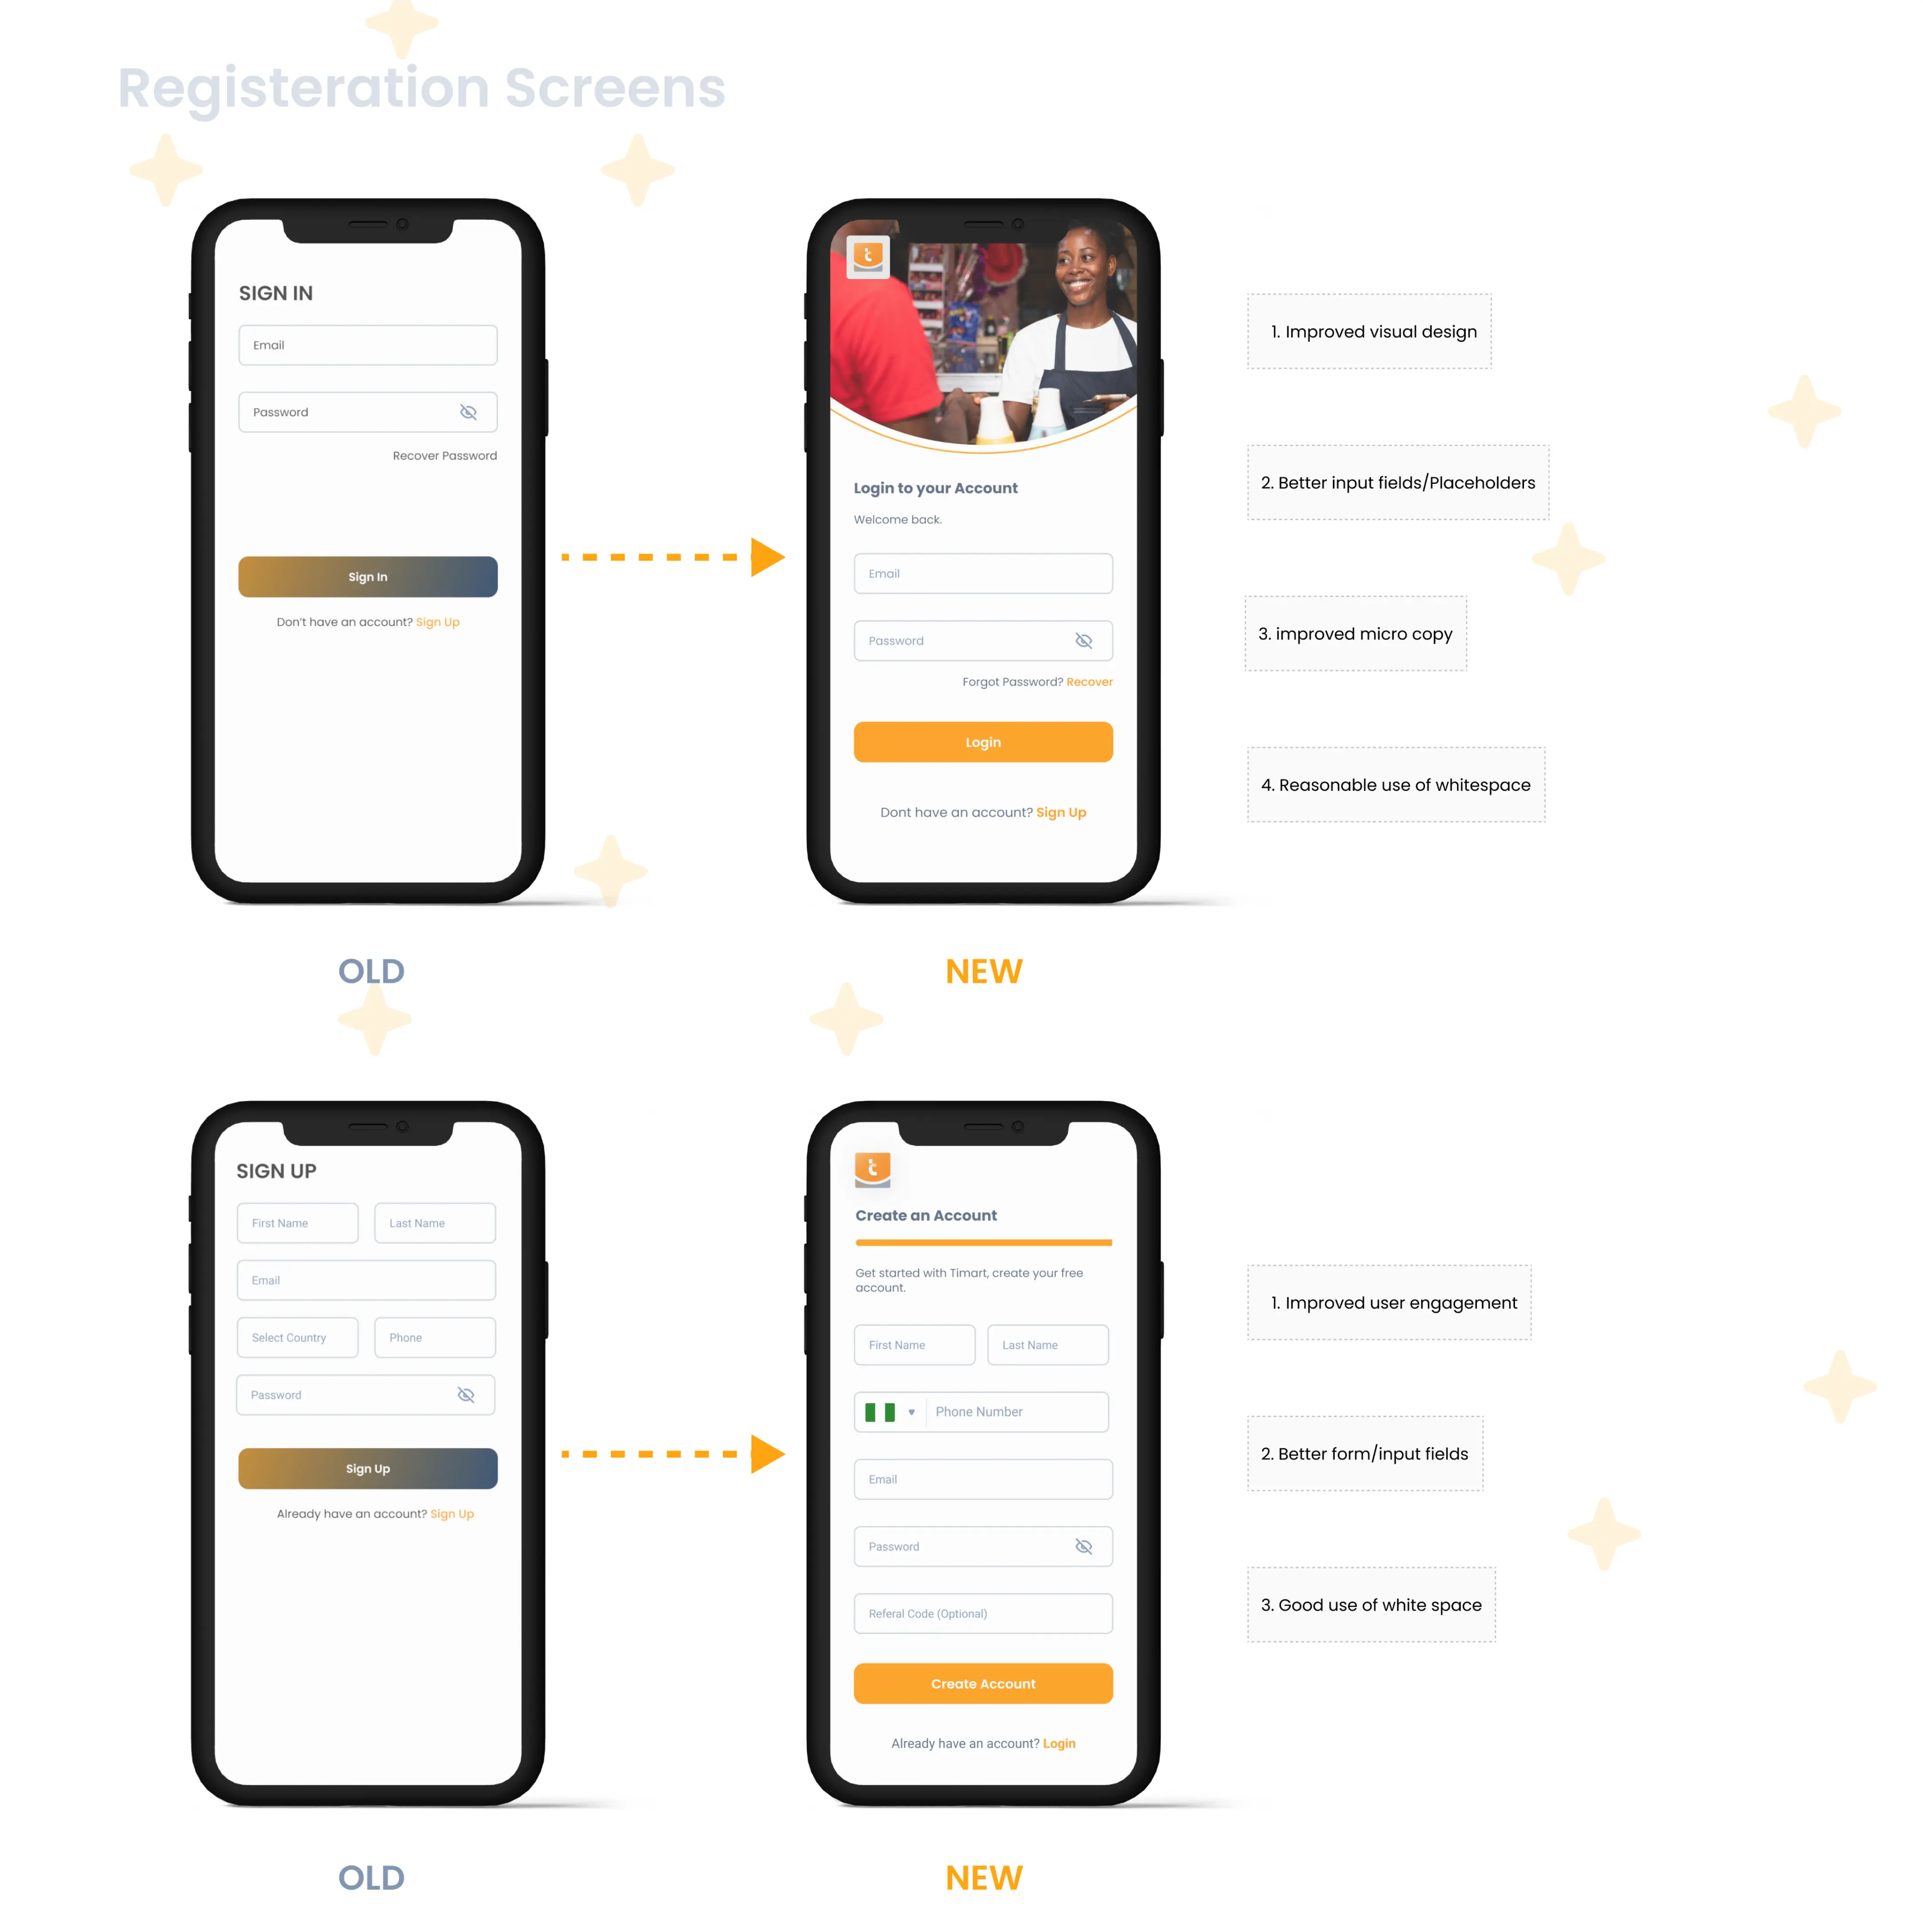 Registeration Screens
SIGN IN
Email
Password
Recover Password
Sign In
Don't have an account? Sign Up
OLD
t
Login to your Account
Welcome back.
Email
Password
Forgot Password? Recover
Login
Dont have an account? Sign Up
NEW
1. Improved visual design
2. Better input fields/Placeholders
3. improved micro copy
4. Reasonable use of whitespace
SIGN UP
First Name Last Name
Email
Select Country Phone
Password
Sign Up
Already have an account? Sign Up
OLD
t
Create an Account
Get started with Timart, create your free
account.
First Name Last Name
Phone Number
Email
Password
Referal Code (Optional)
Create Account
Already have an account? Login
NEW
1. Improved user engagement
2. Better form/input fields
3. Good use of white space